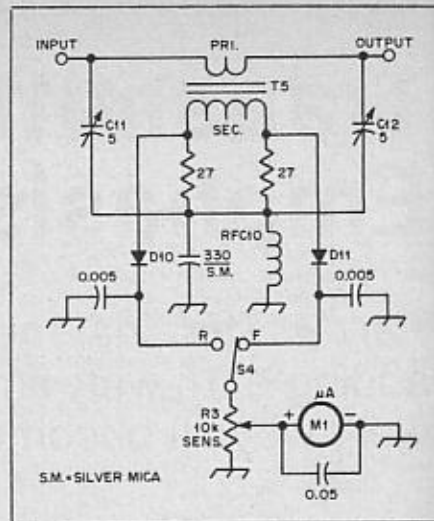 INPUT
PRI.
OUTPUT
T5
C11
5
C12
5
SEC.
27
27
RFC10
D10
330
S.M.
D11
0.005
0.005
R
F
S4
µA
R3
10k
SENS.
+
M1
−
S.M.=SILVER MICA
0.05